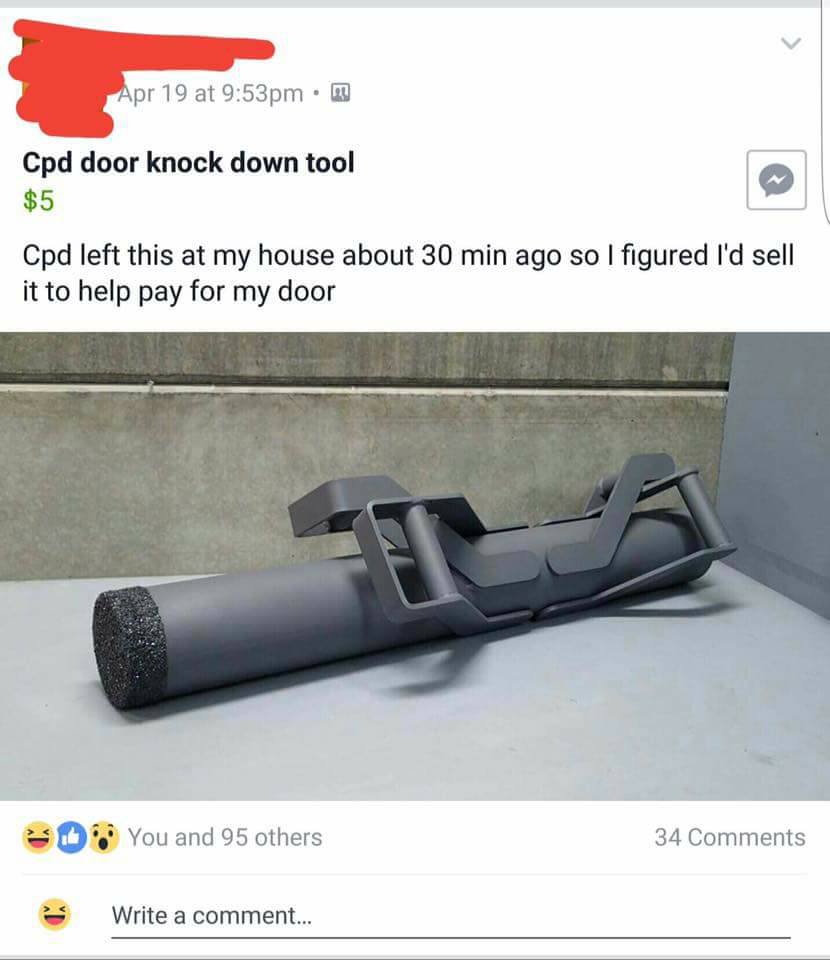 Apr 19 at 9:53pm •
Cpd door knock down tool
$5
Cpd left this at my house about 30 min ago so I figured I'd sell
it to help pay for my door
You and 95 others
34 Comments
Write a comment...